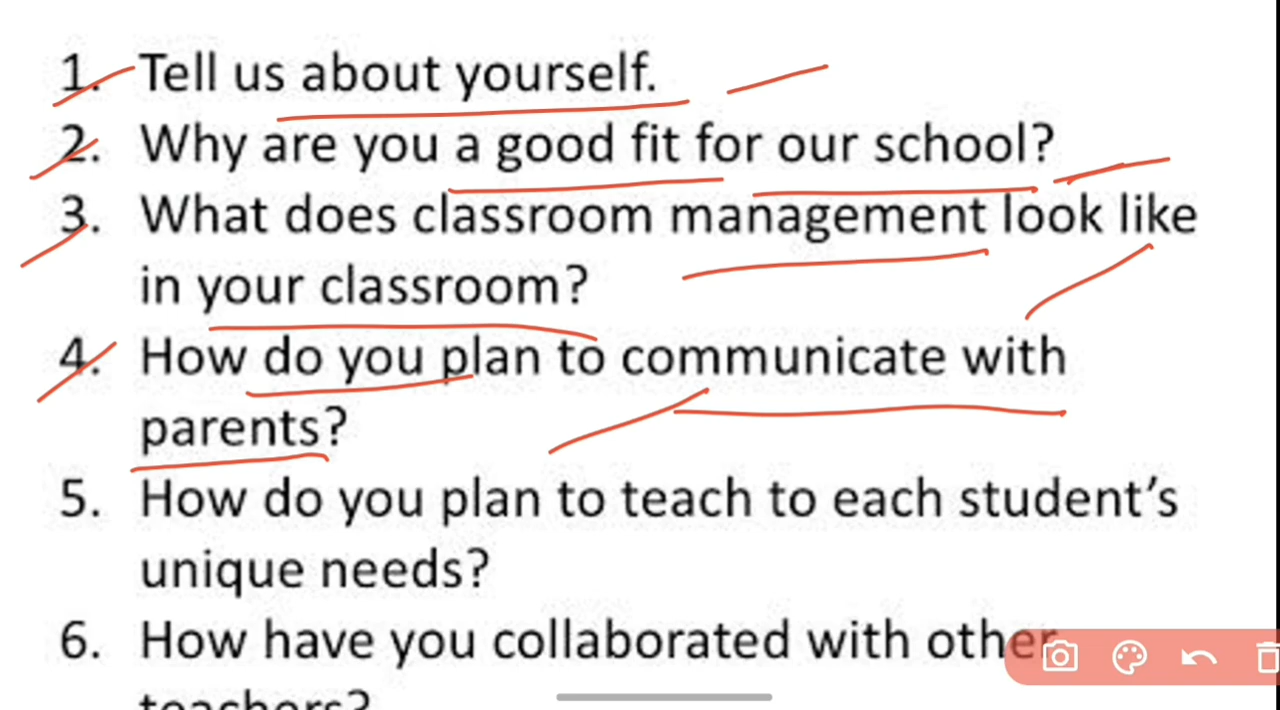 1. Tell us about yourself.
2. Why are you a good fit for our school?
3. What does classroom management look like
in your classroom?
4. How do you plan to communicate with
parents?
5. How do you plan to teach to each student's
unique needs?
6. How have you collaborated with other
teachers?